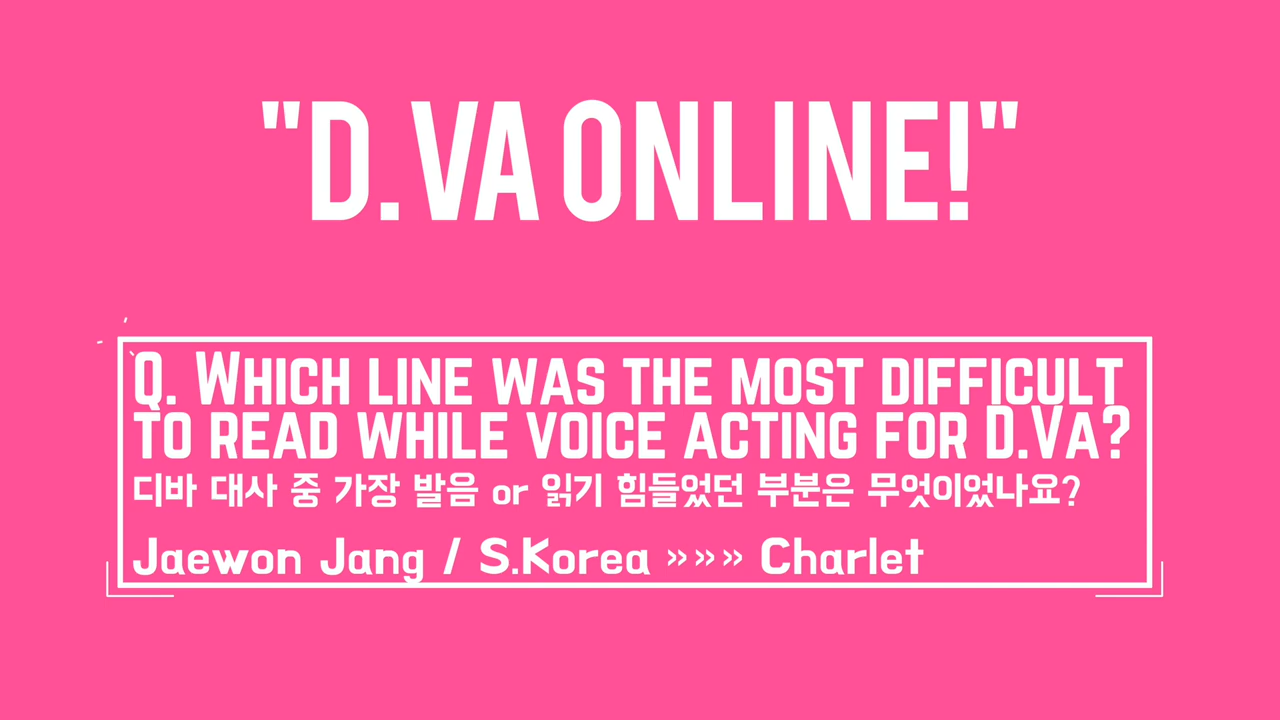 "D.VA ONLINE!"
Q. WHICH LINE WAS THE MOST DIFFICULT
TO READ WHILE VOICE ACTING FOR D.VA?
디바 대사 중 가장 발음 or 읽기 힘들었던 부분은 무엇이었나요?
Jaewon Jang / S.Korea »»» Charlet